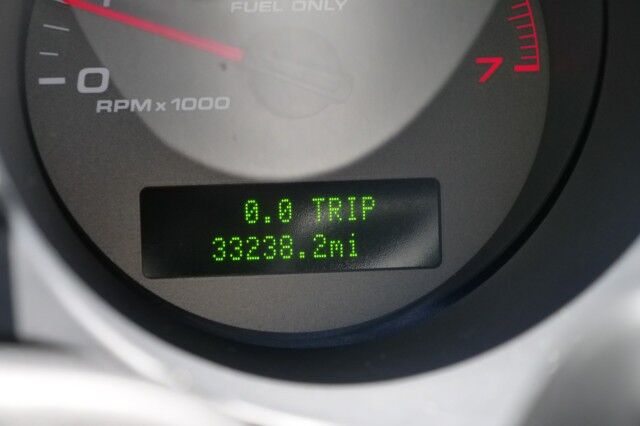 FUEL ONLY
0
7
RPM x 1000
0.0 TRIP
33238.2mi